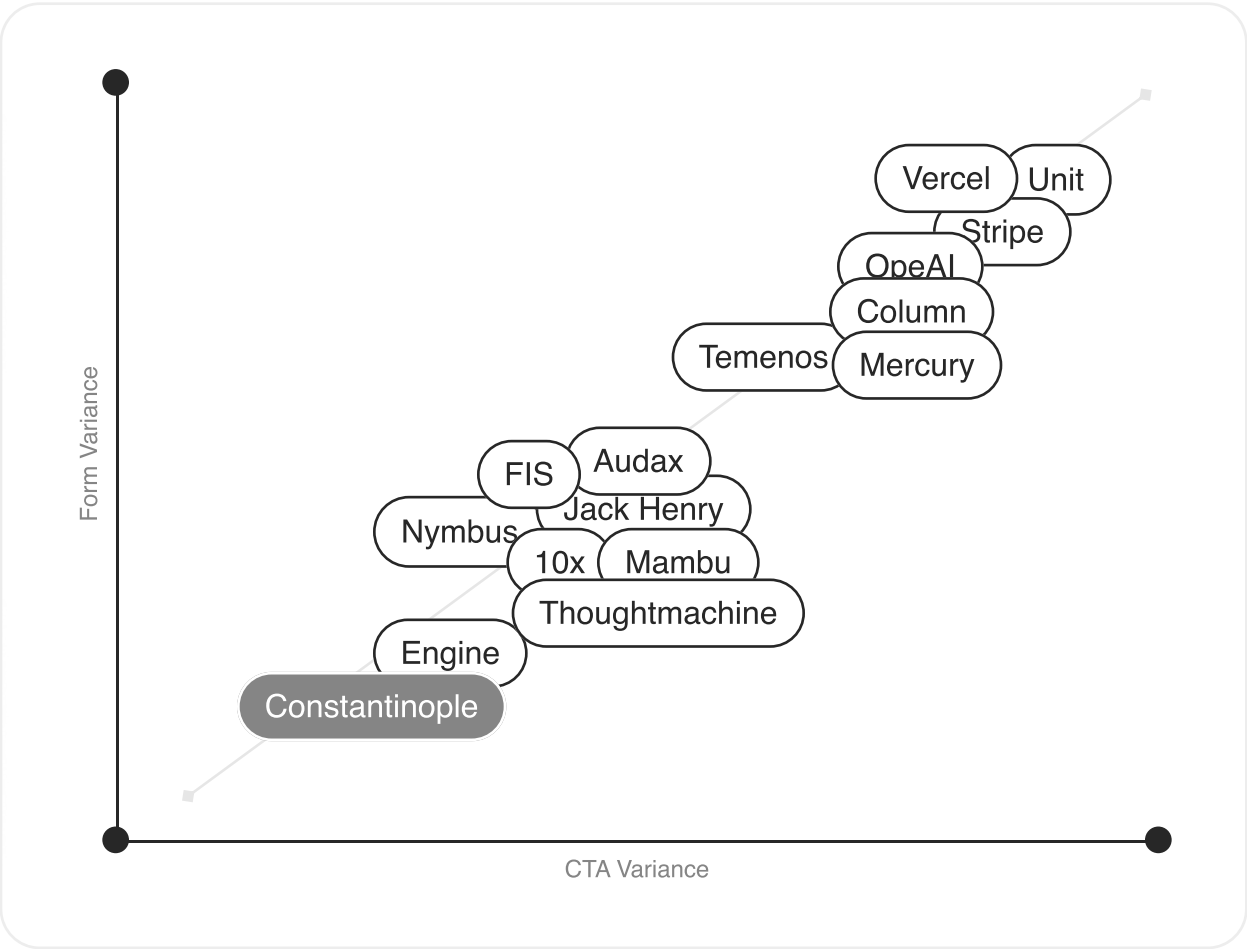 Vercel
Unit
Stripe
OpeAI
Column
Temenos
Mercury
Form Variance
Audax
FIS
Jack Henry
Nymbus
10x
Mambu
Thoughtmachine
Engine
Constantinople
CTA Variance